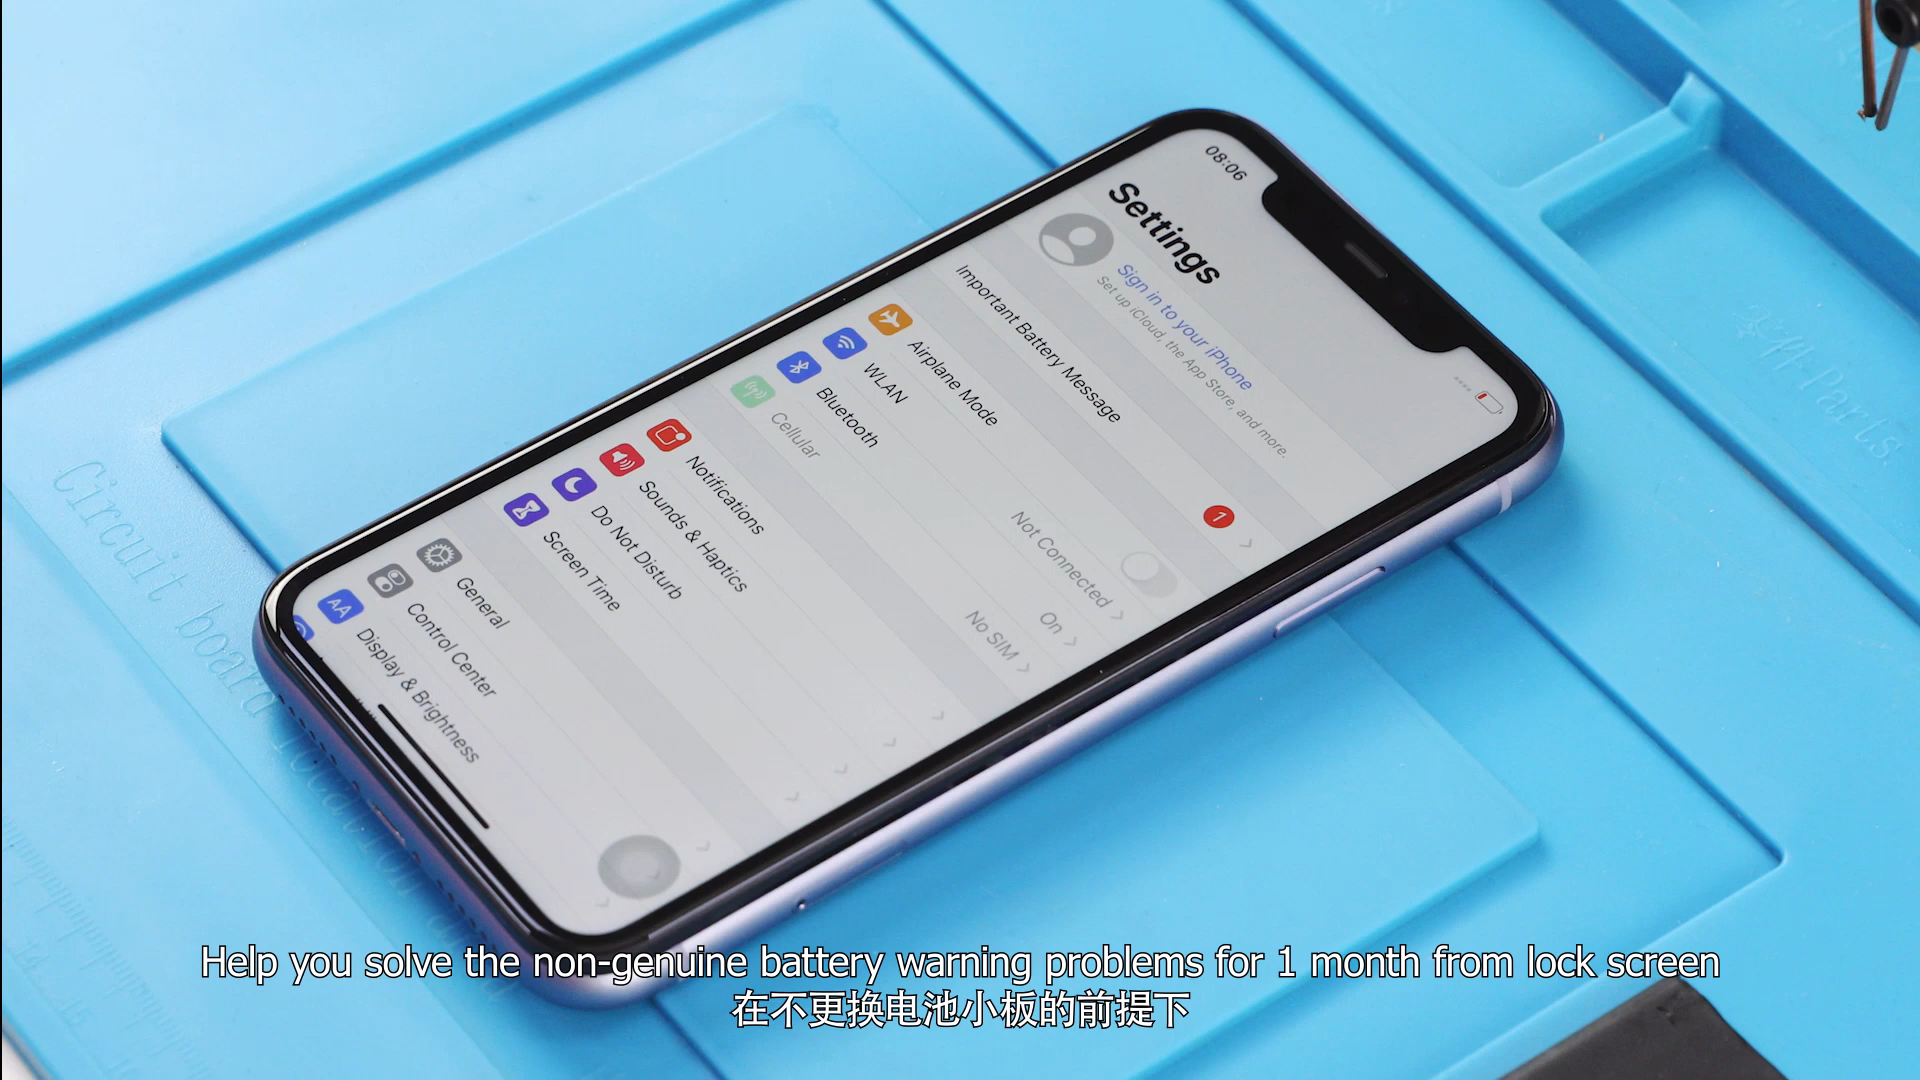 08:06
Settings
Sign in to your iPhone
Set up iCloud, the App Store, and more.
Important Battery Message
1
Airplane Mode
WLAN
Not Connected
Bluetooth
On
Cellular
No SIM
Notifications
Sounds & Haptics
Do Not Disturb
Screen Time
General
Control Center
AA
Display & Brightness
Circuit board
location
Parts.
Help you solve the non-genuine battery warning problems for 1 month from lock screen
在不更换电池小板的前提下